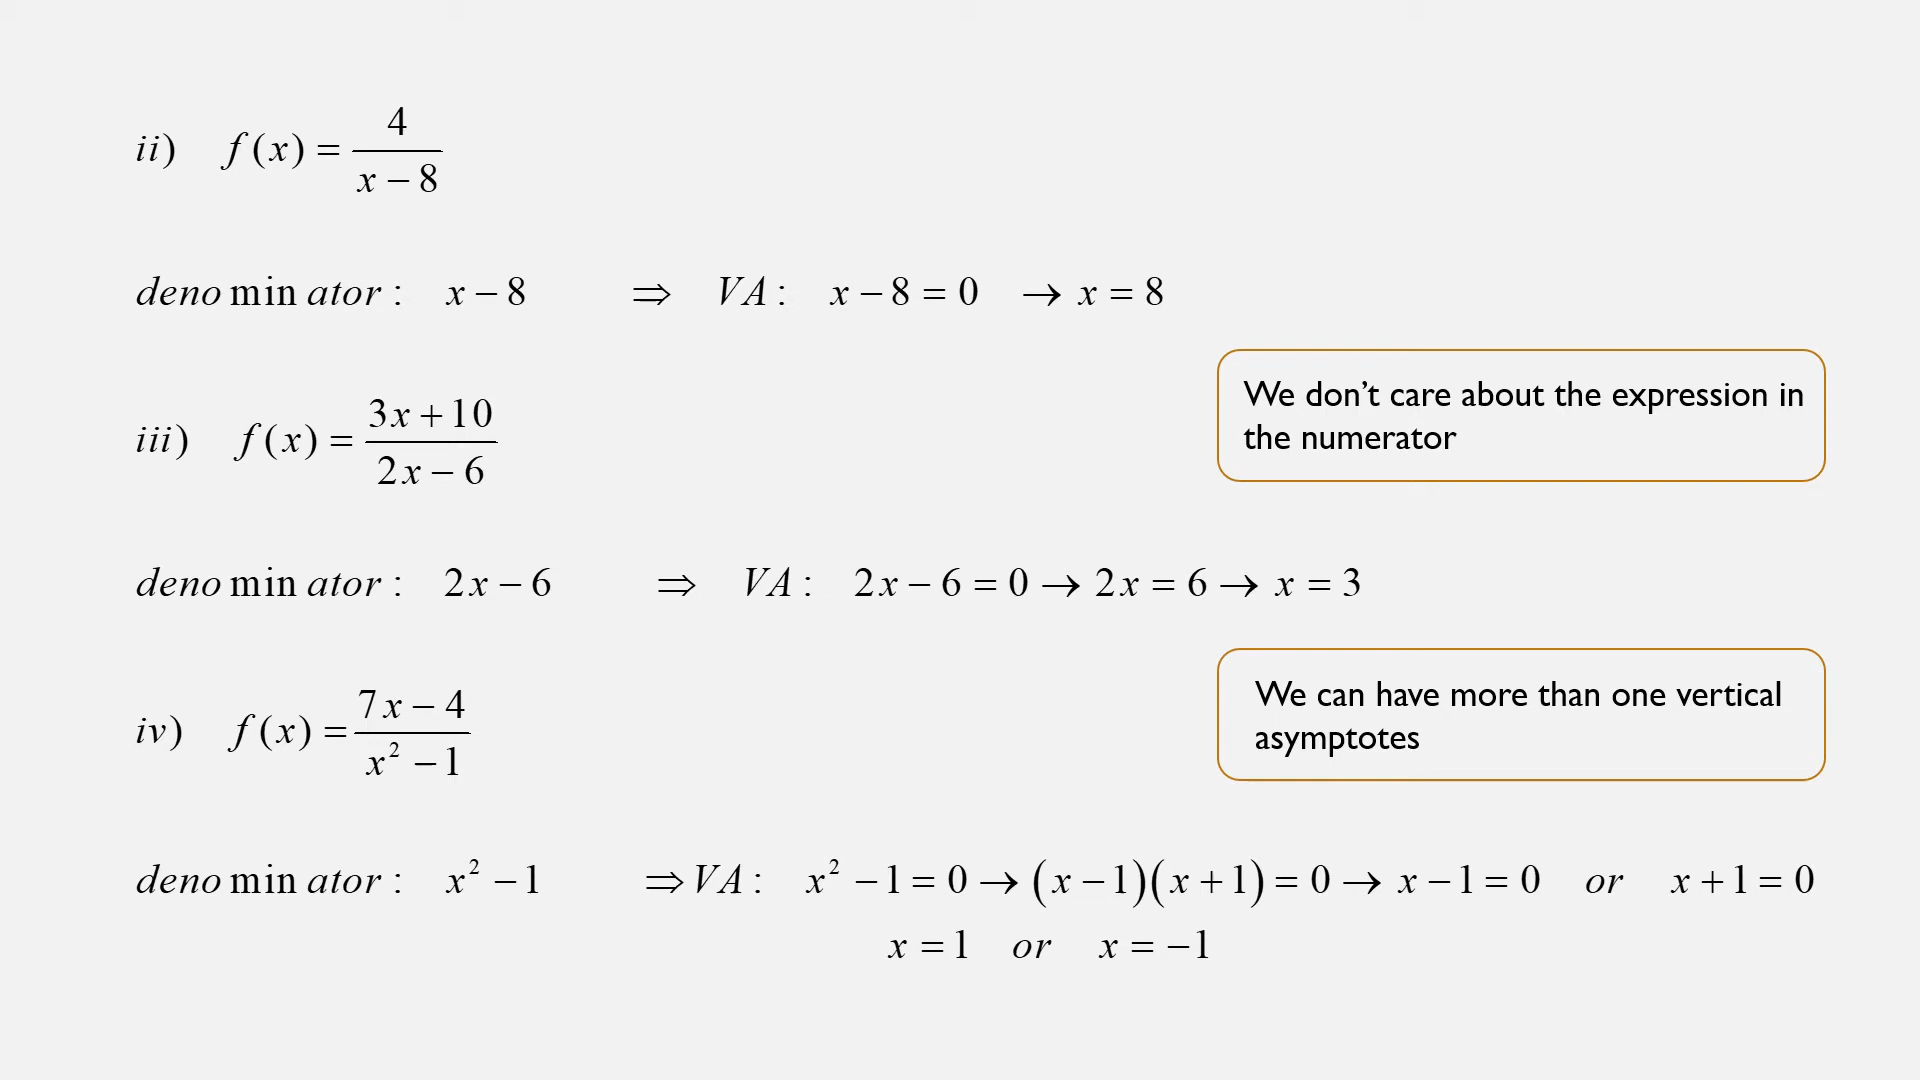 ii) f(x) = 4/(x − 8)
denominator: x − 8 ⇒ VA: x − 8 = 0 → x = 8
We don’t care about the expression in
the numerator
iii) f(x) = (3x + 10)/(2x − 6)
denominator: 2x − 6 ⇒ VA: 2x − 6 = 0 → 2x = 6 → x = 3
We can have more than one vertical
asymptotes
iv) f(x) = (7x − 4)/(x² − 1)
denominator: x² − 1 ⇒ VA: x² − 1 = 0 → (x − 1)(x + 1) = 0 → x − 1 = 0 or x + 1 = 0
x = 1 or x = −1